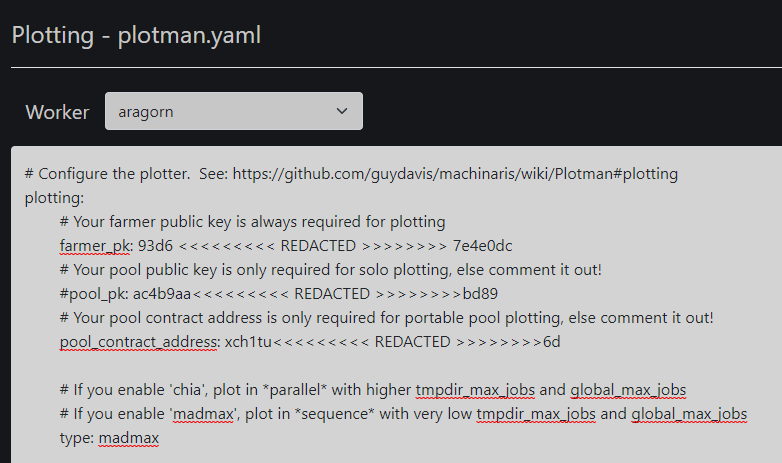 Plotting - plotman.yaml
Worker aragorn
# Configure the plotter.  See: https://github.com/guydavis/machinaris/wiki/Plotman#plotting
plotting:
# Your farmer public key is always required for plotting
farmer_pk: 93d6 <<<<<<<<< REDACTED >>>>>>>> 7e4e0dc
# Your pool public key is only required for solo plotting, else comment it out!
#pool_pk: ac4b9aa<<<<<<<<< REDACTED >>>>>>>>bd89
# Your pool contract address is only required for portable pool plotting, else comment it out!
pool_contract_address: xch1tu<<<<<<<<< REDACTED >>>>>>>>6d
# If you enable 'chia', plot in *parallel* with higher tmpdir_max_jobs and global_max_jobs
# If you enable 'madmax', plot in *sequence* with very low tmpdir_max_jobs and global_max_jobs
type: madmax